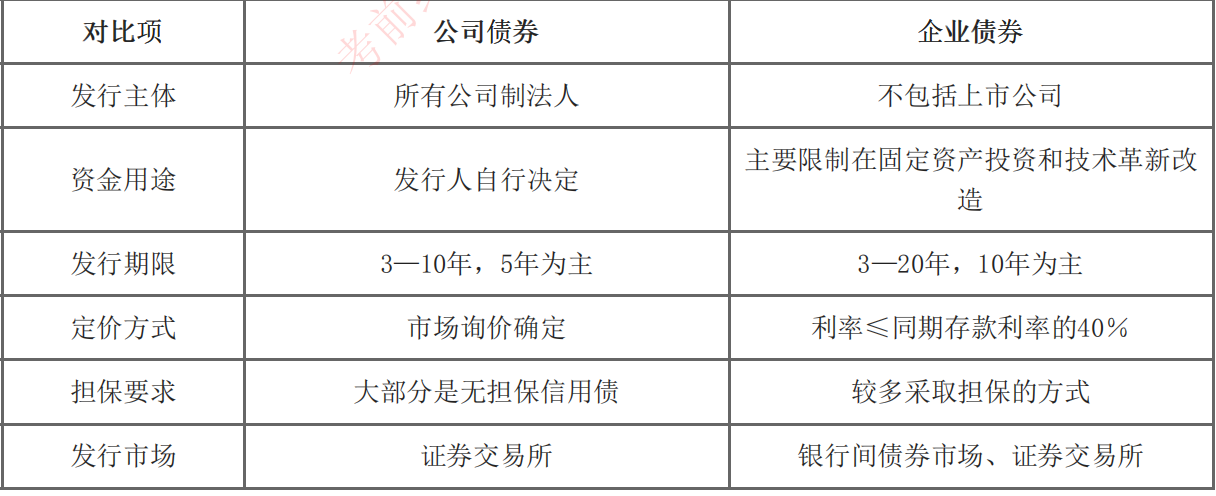 对比项 公司债券 企业债券
发行主体 所有公司制法人 不包括上市公司
资金用途 发行人自行决定 主要限制在固定资产投资和技术革新改
造
发行期限 3—10年，5年为主 3—20年，10年为主
定价方式 市场询价确定 利率≤同期存款利率的40%
担保要求 大部分是无担保信用债 较多采取担保的方式
发行市场 证券交易所 银行间债券市场、证券交易所
考前